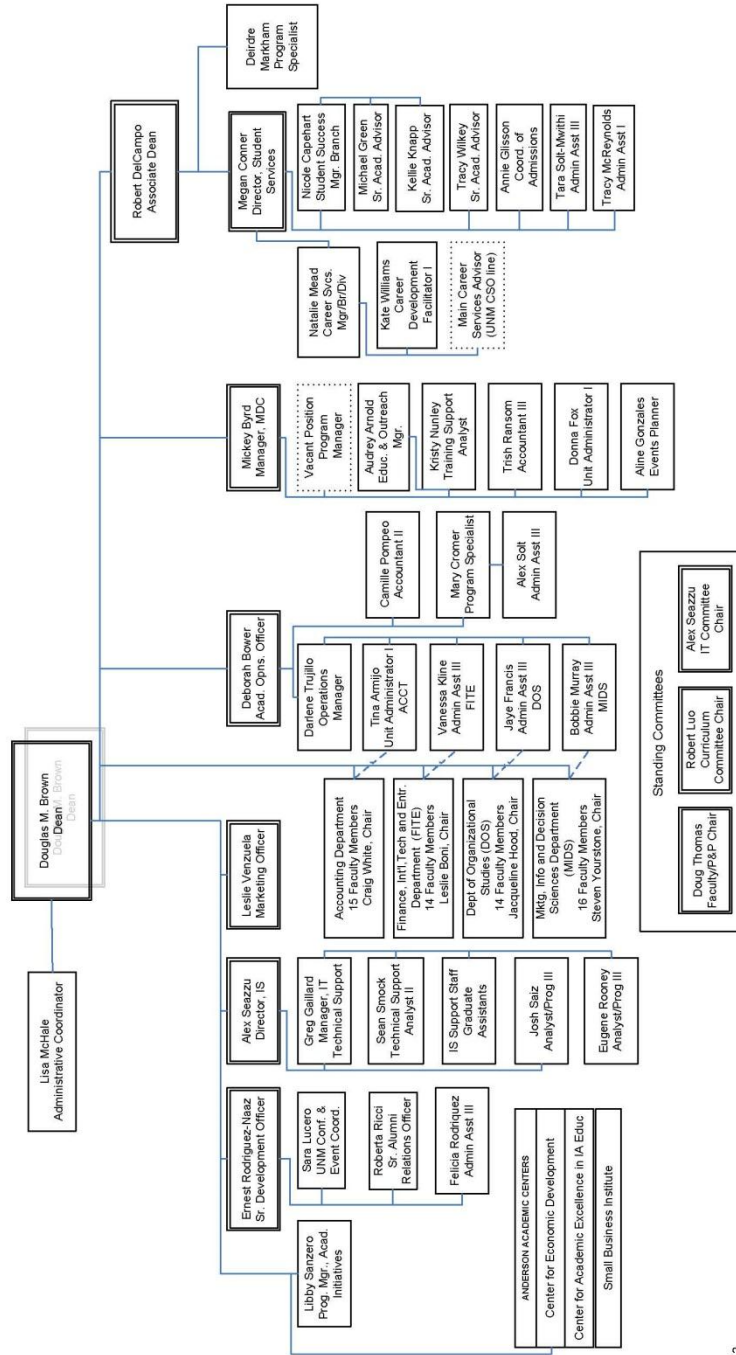 Lisa McHale
Administrative Coordinator
Douglas M. Brown
Dean
Douglas M. Brown
Dean
Robert DelCampo
Associate Dean
Ernest Rodriguez-Naaz
Sr. Development Officer
Alex Seazzu
Director, IS
Leslie Venzuela
Marketing Officer
Deborah Bower
Acad. Opns. Officer
Mickey Byrd
Manager, MDC
Megan Conner
Director, Student
Services
Deirdre
Markham
Program
Specialist
Libby Sanzero
Prog. Mgr., Acad.
Initiatives
Sara Lucero
UNM Conf. &
Event Coord.
Roberta Ricci
Sr. Alumni
Relations Officer
Felicia Rodriquez
Admin Asst III
Greg Gaillard
Manager, IT
Technical Support
Sean Smock
Technical Support
Analyst II
IS Support Staff
Graduate
Assistants
Josh Saiz
Analyst/Prog III
Eugene Rooney
Analyst/Prog III
Accounting Department
15 Faculty Members
Craig White, Chair
Finance, Int'l,Tech and Entr.
Department (FITE)
14 Faculty Members
Leslie Boni, Chair
Dept of Organizational
Studies (DOS)
14 Faculty Members
Jacqueline Hood, Chair
Mktg, Info and Decision
Sciences Department
(MIDS)
16 Faculty Members
Steven Yourstone, Chair
Darlene Trujillo
Operations
Manager
Tina Armijo
Unit Administrator I
ACCT
Vanessa Kline
Admin Asst III
FITE
Jaye Francis
Admin Asst III
DOS
Bobbie Murray
Admin Asst III
MIDS
Camille Pompeo
Accountant II
Mary Cromer
Program Specialist
Alex Solt
Admin Asst III
Vacant Position
Program
Manager
Audrey Arnold
Educ. & Outreach
Mgr.
Kristy Nunley
Training Support
Analyst
Trish Ransom
Accountant III
Donna Fox
Unit Administrator I
Aline Gonzales
Events Planner
Natalie Mead
Career Svcs.
Mgr/Br/Div
Kate Williams
Career
Development
Facilitator I
Main Career
Services Advisor
(UNM CSO line)
Nicole Capehart
Student Success
Mgr. Branch
Michael Green
Sr. Acad. Advisor
Kellie Knapp
Sr. Acad. Advisor
Tracy Wilkey
Sr. Acad. Advisor
Annie Glisson
Coord. of
Admissions
Tara Solt-Mwithi
Admin Asst III
Tracy McReynolds
Admin Asst I
ANDERSON ACADEMIC CENTERS
Center for Economic Development
Center for Academic Excellence in IA Educ
Small Business Institute
Standing Committees
Doug Thomas
Faculty/P&P Chair
Robert Luo
Curriculum
Committee Chair
Alex Seazzu
IT Committee
Chair